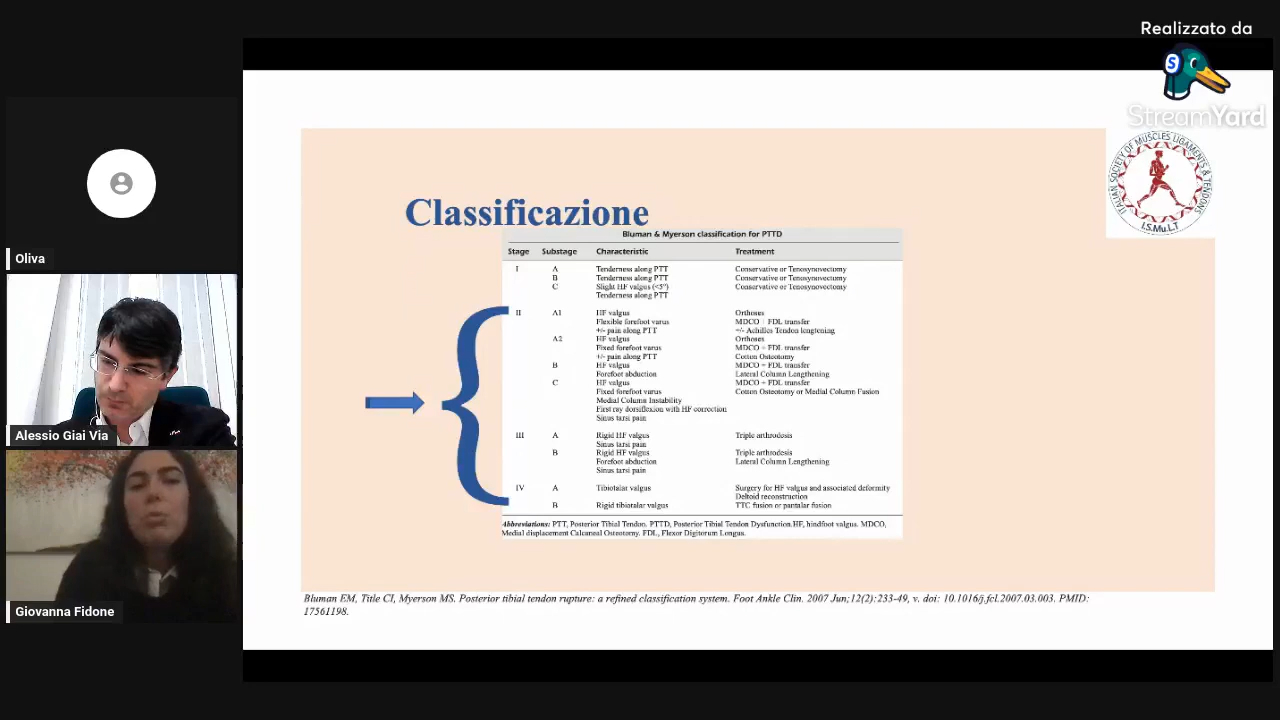 Realizzato da
StreamYard
ITALIAN SOCIETY OF MUSCLES LIGAMENTS & TENDONS
I.S.Mu.L.T
Oliva
Alessio Giai Via
Giovanna Fidone
Classificazione
Bluman & Myerson classification for PTTD
Stage Substage Characteristic Treatment
I A Tenderness along PTT Conservative or Tenosynovectomy
B Tenderness along PTT Conservative or Tenosynovectomy
C Slight HF valgus (<5°) Conservative or Tenosynovectomy
Tenderness along PTT
II A1 HF valgus Orthoses
Flexible forefoot varus MDCO + FDL transfer
+/- pain along PTT +/- Achilles Tendon lengtening
A2 HF valgus Orthoses
Fixed forefoot varus MDCO + FDL transfer
+/- pain along PTT Cotton Osteotomy
B HF valgus MDCO + FDL transfer
Forefoot abduction Lateral Column Lengthening
C HF valgus MDCO + FDL transfer
Fixed forefoot varus Cotton Osteotomy or Medial Column Fusion
Medial Column Instability
First ray dorsiflexion with HF correction
Sinus tarsi pain
III A Rigid HF valgus Triple arthrodesis
Sinus tarsi pain
B Rigid HF valgus Triple arthrodesis
Forefoot abduction Lateral Column Lengthening
Sinus tarsi pain
IV A Tibiotalar valgus Surgery for HF valgus and associated deformity
Deltoid reconstruction
B Rigid tibiotalar valgus TTC fusion or pantalar fusion
Abbreviations: PTT, Posterior Tibial Tendon. PTTD, Posterior Tibial Tendon Dysfunction.HF, hindfoot valgus. MDCO,
Medial displacement Calcaneal Osteotomy. FDL, Flexor Digitorum Longus.
Bluman EM, Title CI, Myerson MS. Posterior tibial tendon rupture: a refined classification system. Foot Ankle Clin. 2007 Jun;12(2):233-49, v. doi: 10.1016/j.fcl.2007.03.003. PMID:
17561198.